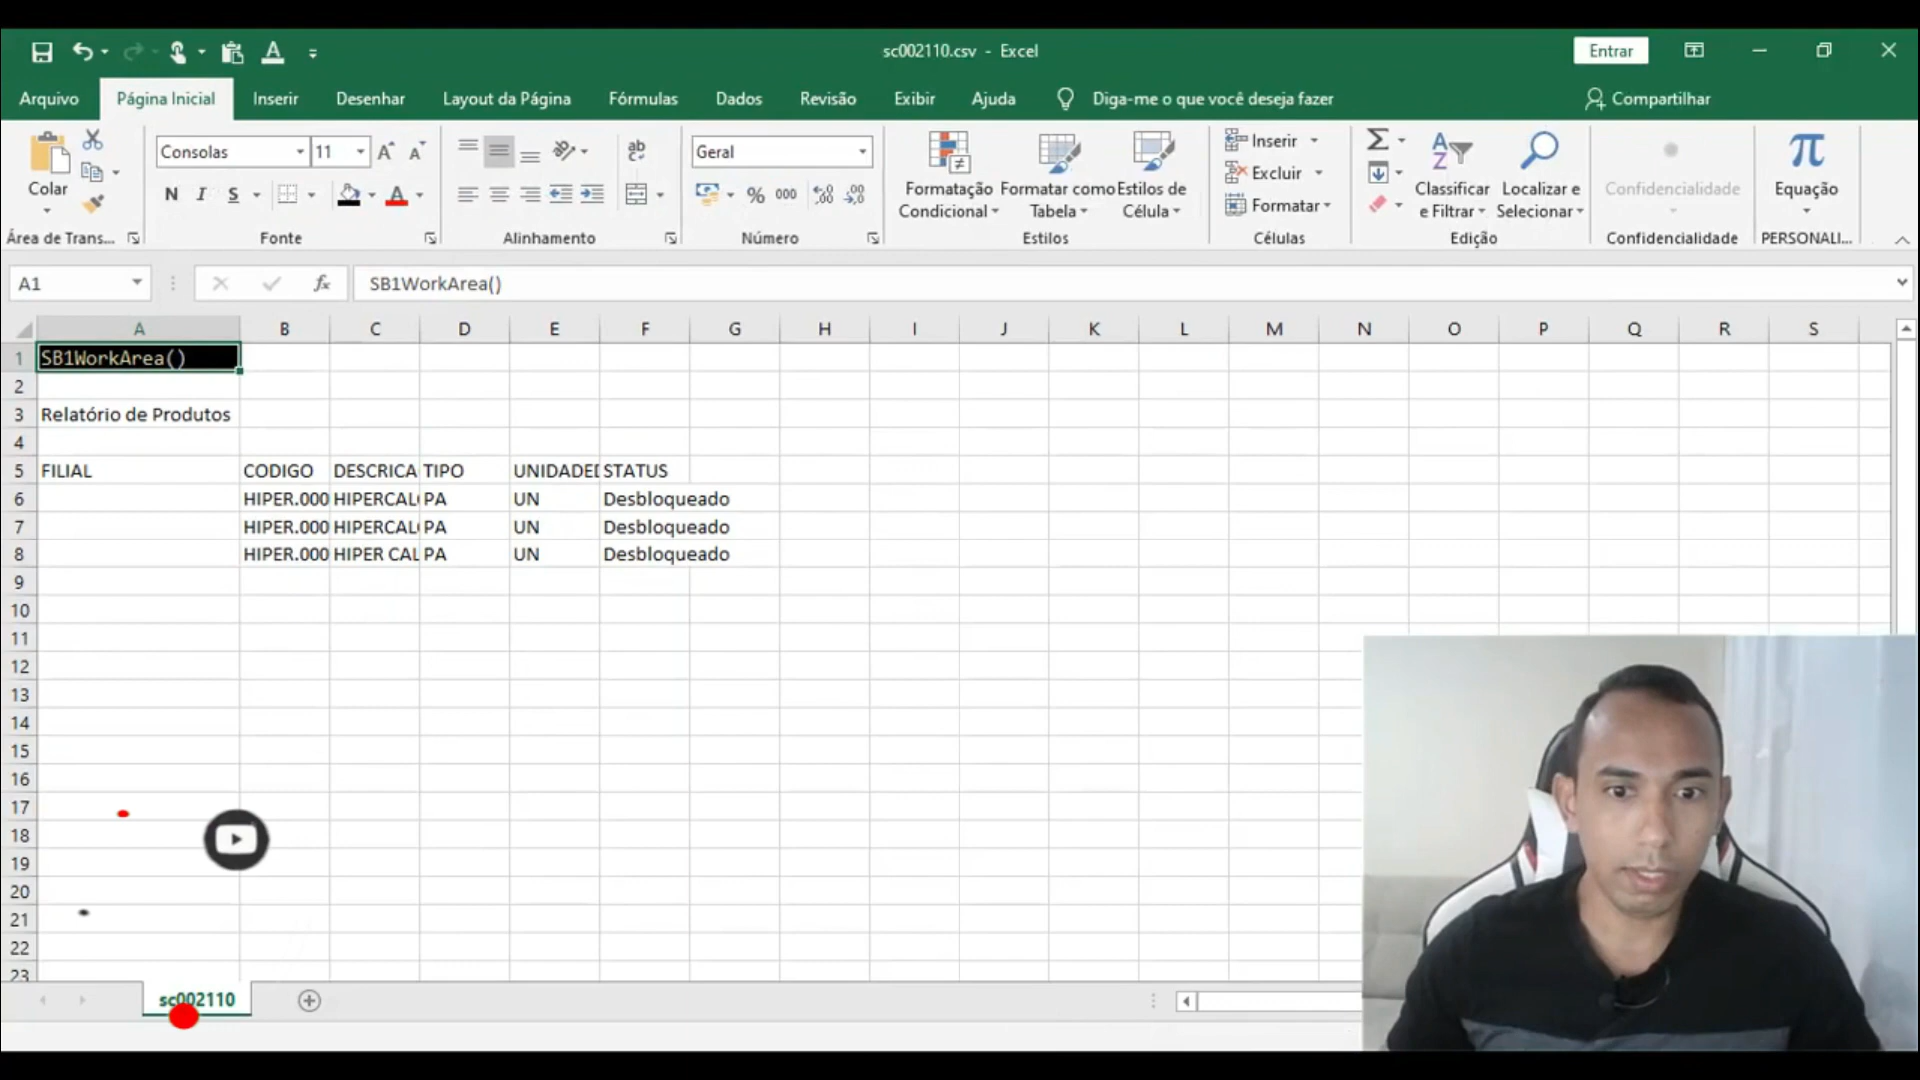 sc002110.csv - Excel
Entrar
Arquivo
Página Inicial
Inserir
Desenhar
Layout da Página
Fórmulas
Dados
Revisão
Exibir
Ajuda
Diga-me o que você deseja fazer
Compartilhar
Colar
Área de Trans...
Consolas
11
N
I
S
Fonte
ab
Alinhamento
Geral
%
000
Número
Formatação
Condicional
Formatar como
Tabela
Estilos de
Célula
Estilos
Inserir
Excluir
Formatar
Células
Classificar
e Filtrar
Localizar e
Selecionar
Edição
Confidencialidade
Confidencialidade
Equação
PERSONALI...
A1
fx
SB1WorkArea()
A B C D E F G H I J K L M N O P Q R S
1 SB1WorkArea()
2
3 Relatório de Produtos
4
5 FILIAL CODIGO DESCRICA TIPO UNIDADE STATUS
6 HIPER.000 HIPERCAL PA UN Desbloqueado
7 HIPER.000 HIPERCAL PA UN Desbloqueado
8 HIPER.000 HIPER CAL PA UN Desbloqueado
9
10
11
12
13
14
15
16
17
18
19
20
21
22
23
sc002110